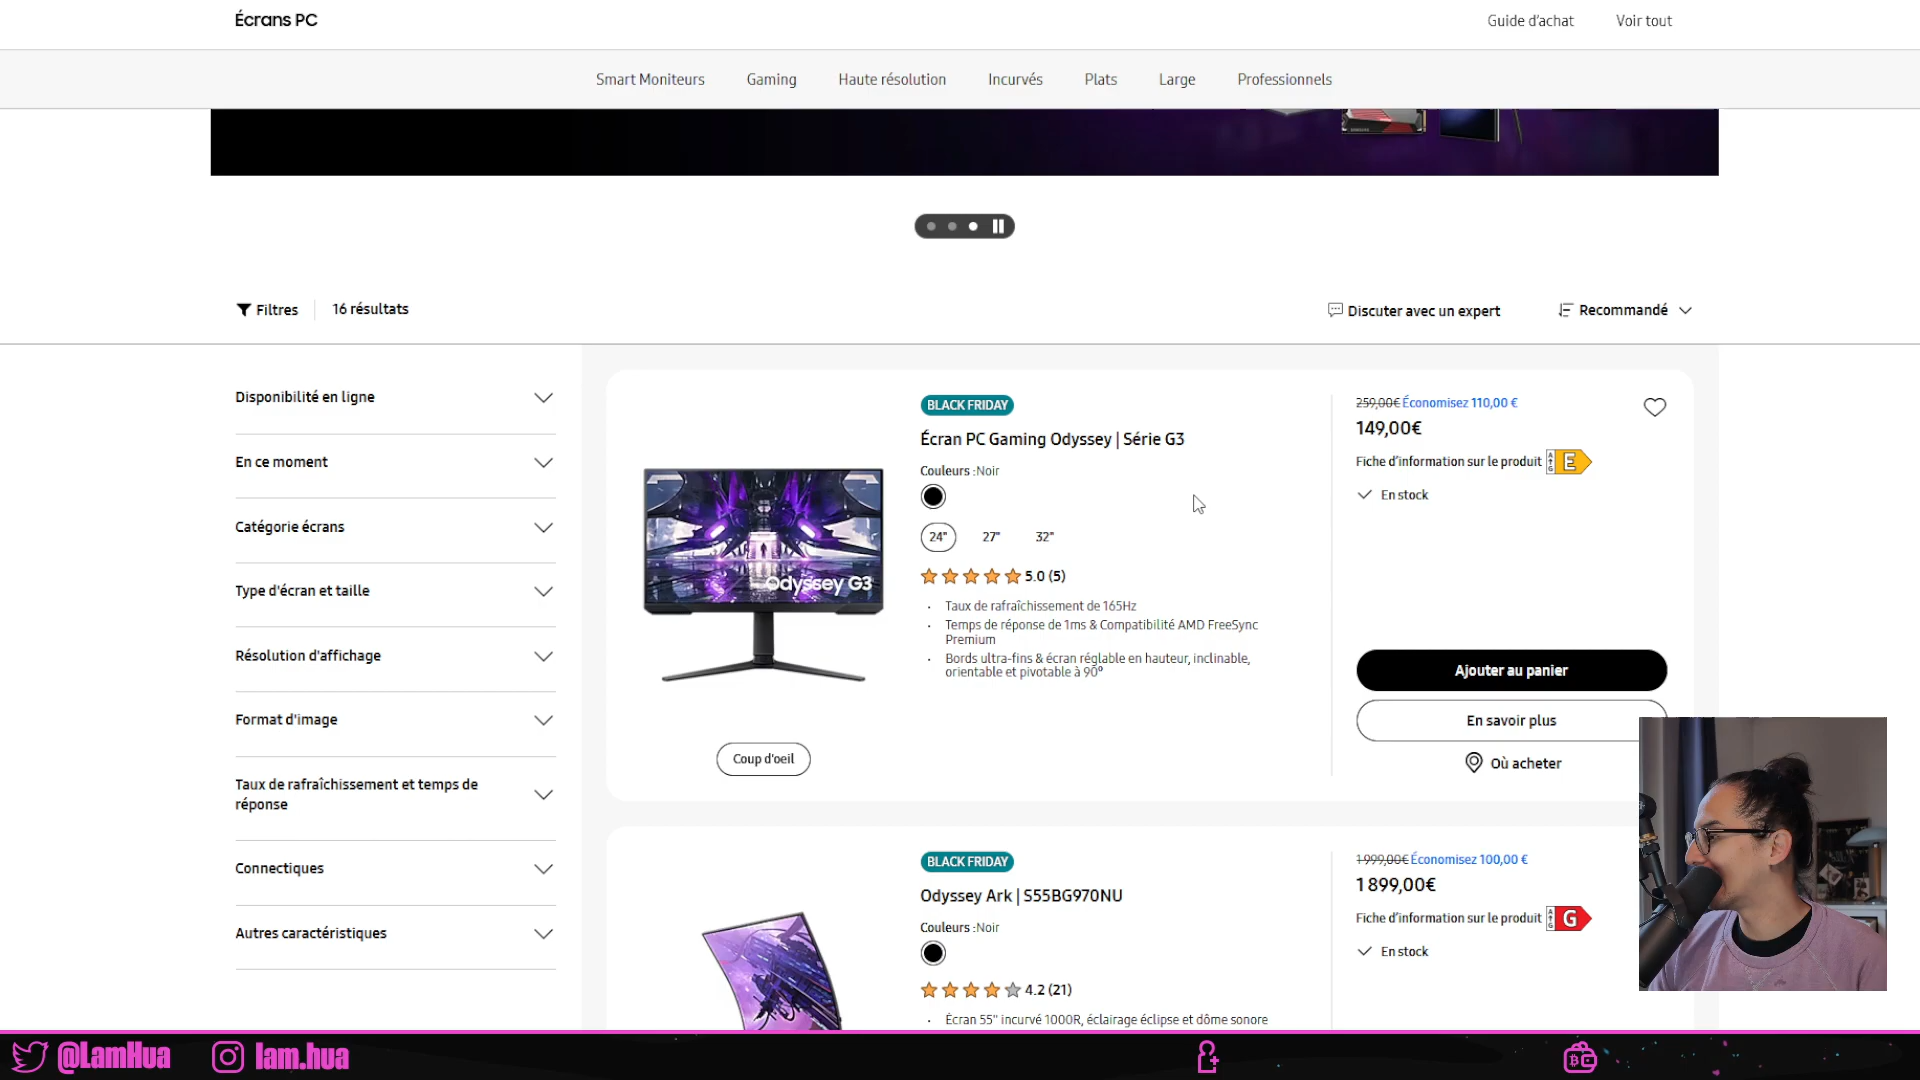 Écrans PC
Guide d'achat
Voir tout
Smart Moniteurs
Gaming
Haute résolution
Incurvés
Plats
Large
Professionnels
Filtres
16 résultats
Discuter avec un expert
Recommandé
Disponibilité en ligne
En ce moment
Catégorie écrans
Type d'écran et taille
Résolution d'affichage
Format d'image
Taux de rafraîchissement et temps de
réponse
Connectiques
Autres caractéristiques
Odyssey G3
Coup d'oeil
BLACK FRIDAY
Écran PC Gaming Odyssey | Série G3
Couleurs :Noir
24" 27" 32"
5.0 (5)
Taux de rafraîchissement de 165Hz
Temps de réponse de 1ms & Compatibilité AMD FreeSync
Premium
Bords ultra-fins & écran réglable en hauteur, inclinable,
orientable et pivotable à 90°
259,00€ Économisez 110,00 €
149,00€
Fiche d'information sur le produit E
En stock
Ajouter au panier
En savoir plus
Où acheter
BLACK FRIDAY
Odyssey Ark | S55BG970NU
Couleurs :Noir
4.2 (21)
Écran 55" incurvé 1000R, éclairage éclipse et dôme sonore
1 999,00€ Économisez 100,00 €
1 899,00€
Fiche d'information sur le produit G
En stock
@LamHua
lam.hua